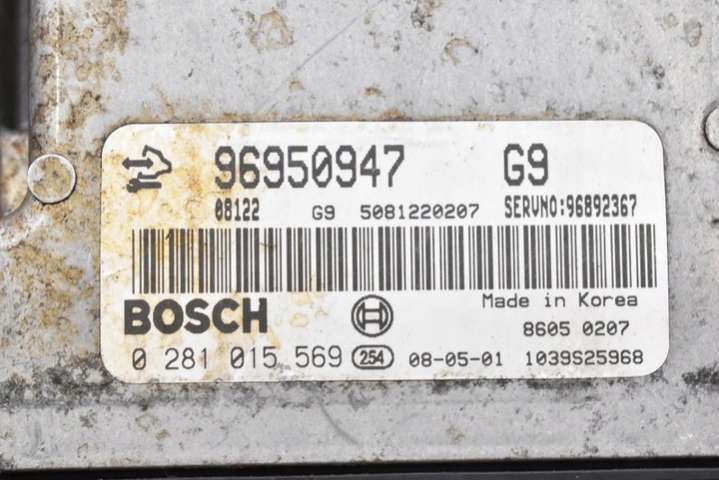 96950947 G9
08122 G9 5081220207 SERVNO:96892367
BOSCH Made in Korea
8605 0207
0 281 015 569 254 08-05-01 1039S25968